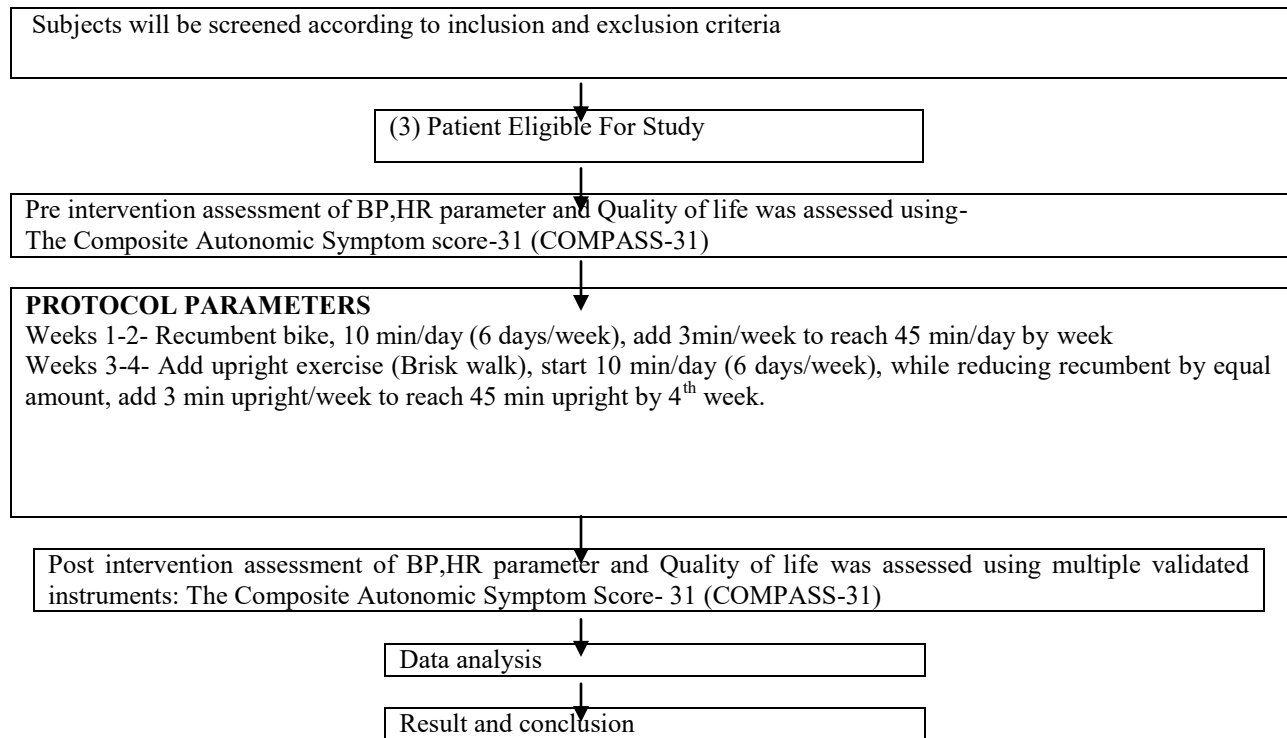 Subjects will be screened according to inclusion and exclusion criteria
(3) Patient Eligible For Study
Pre intervention assessment of BP,HR parameter and Quality of life was assessed using-
The Composite Autonomic Symptom score-31 (COMPASS-31)
PROTOCOL PARAMETERS
Weeks 1-2- Recumbent bike, 10 min/day (6 days/week), add 3min/week to reach 45 min/day by week
Weeks 3-4- Add upright exercise (Brisk walk), start 10 min/day (6 days/week), while reducing recumbent by equal
amount, add 3 min upright/week to reach 45 min upright by 4th week.
Post intervention assessment of BP,HR parameter and Quality of life was assessed using multiple validated
instruments: The Composite Autonomic Symptom Score- 31 (COMPASS-31)
Data analysis
Result and conclusion